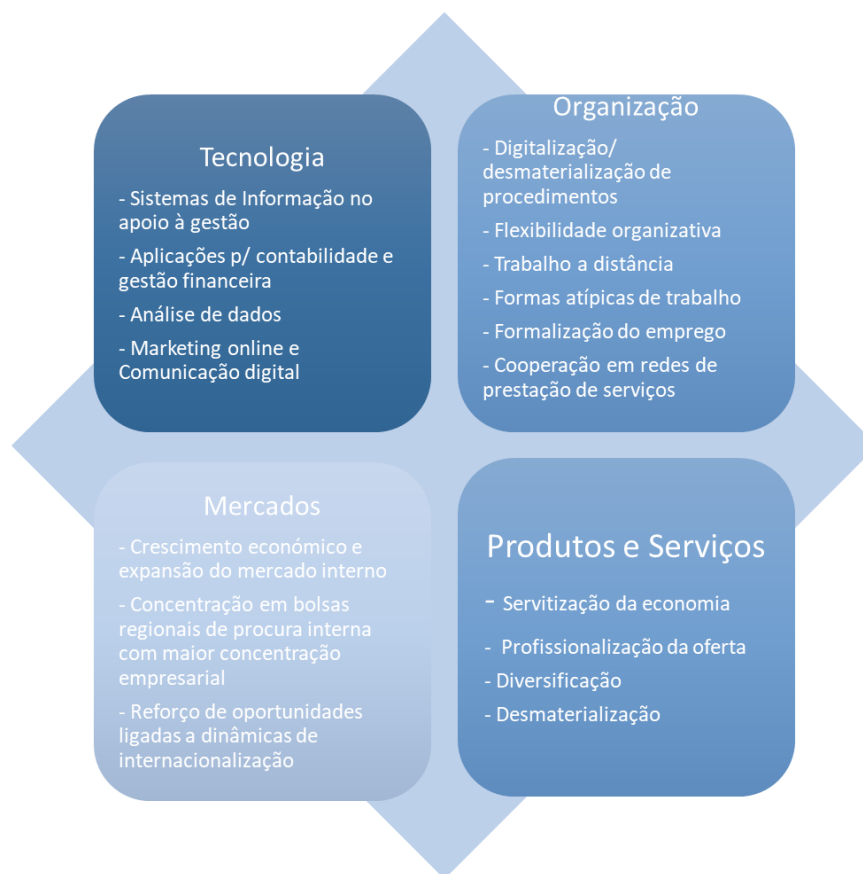 Tecnologia
- Sistemas de Informação no
apoio à gestão
- Aplicações p/ contabilidade e
gestão financeira
- Análise de dados
- Marketing online e
Comunicação digital
Organização
- Digitalização/
desmaterialização de
procedimentos
- Flexibilidade organizativa
- Trabalho a distância
- Formas atípicas de trabalho
- Formalização do emprego
- Cooperação em redes de
prestação de serviços
Mercados
- Crescimento económico e
expansão do mercado interno
- Concentração em bolsas
regionais de procura interna
com maior concentração
empresarial
- Reforço de oportunidades
ligadas a dinâmicas de
internacionalização
Produtos e Serviços
- Servitização da economia
- Profissionalização da oferta
- Diversificação
- Desmaterialização